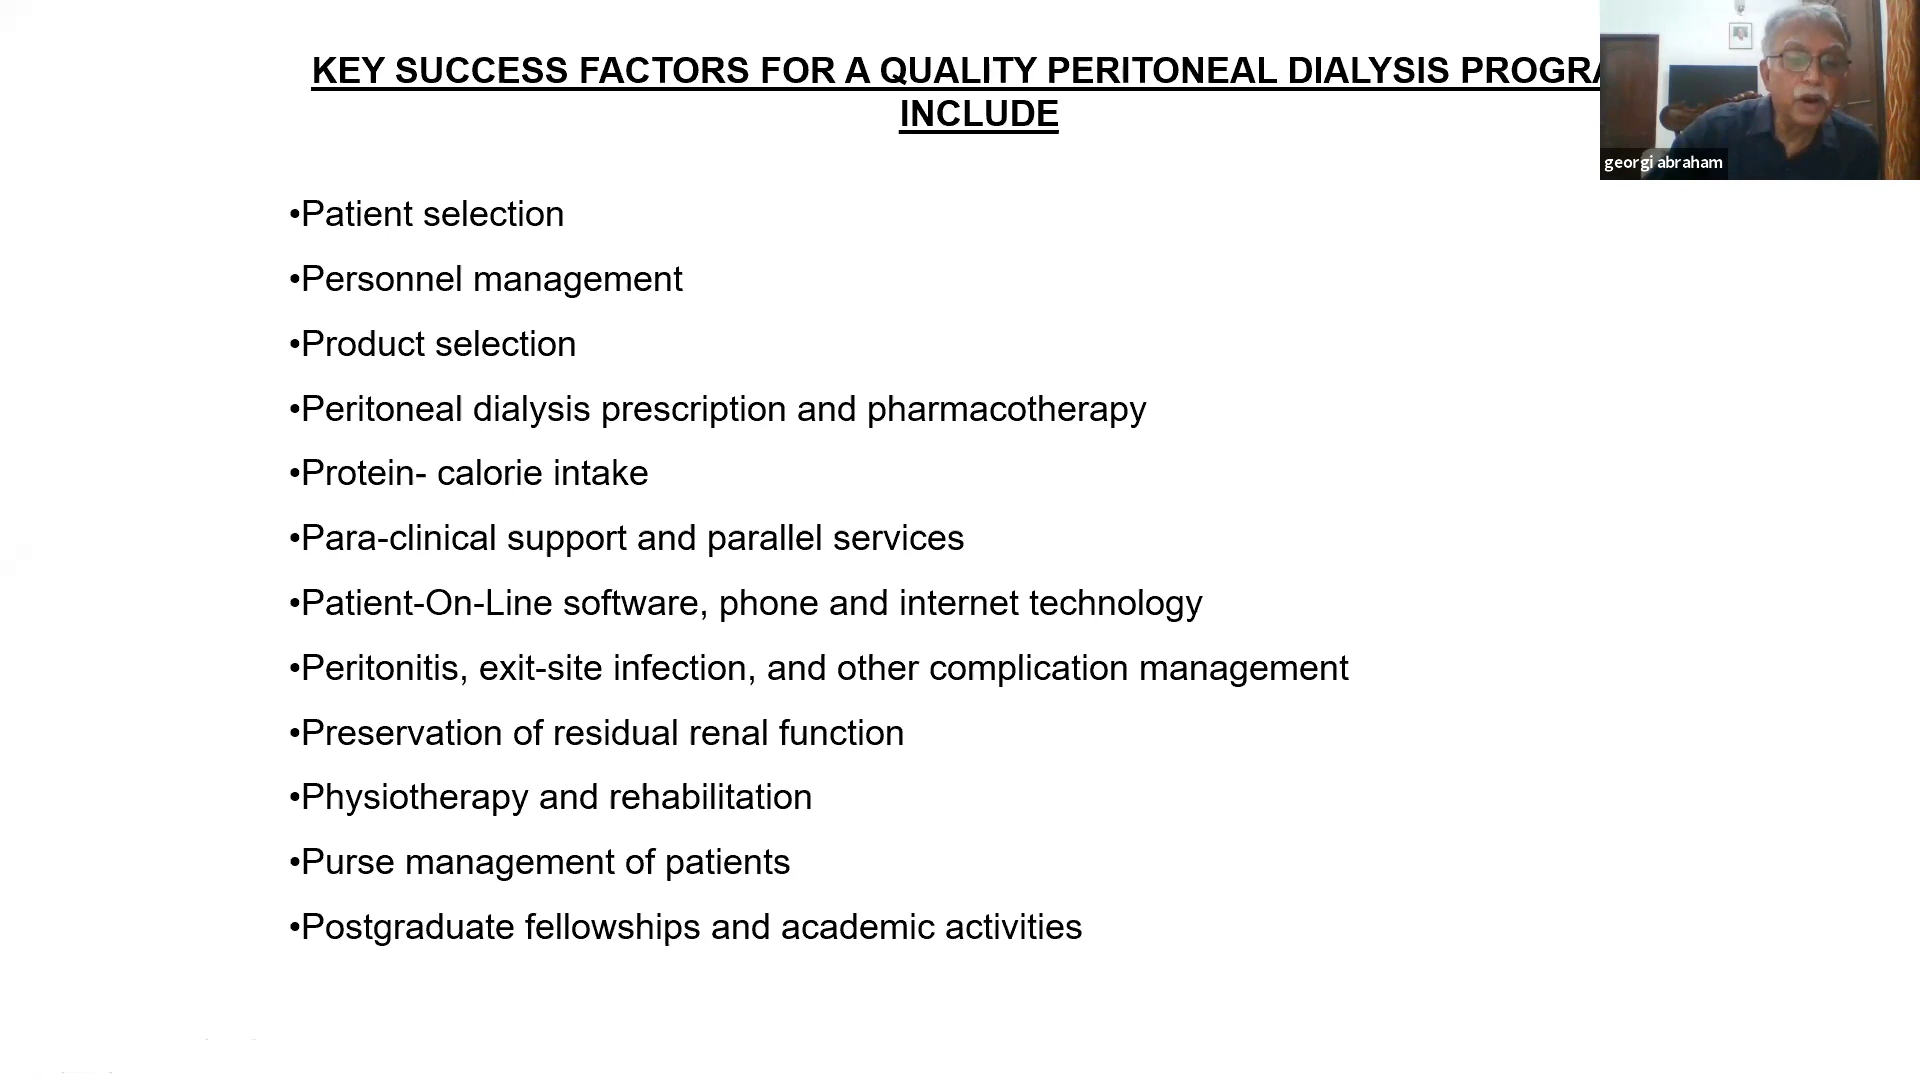 KEY SUCCESS FACTORS FOR A QUALITY PERITONEAL DIALYSIS
INCLUDE
georgi abraham
•Patient selection
•Personnel management
•Product selection
•Peritoneal dialysis prescription and pharmacotherapy
•Protein- calorie intake
•Para-clinical support and parallel services
•Patient-On-Line software, phone and internet technology
•Peritonitis, exit-site infection, and other complication management
•Preservation of residual renal function
•Physiotherapy and rehabilitation
•Purse management of patients
•Postgraduate fellowships and academic activities